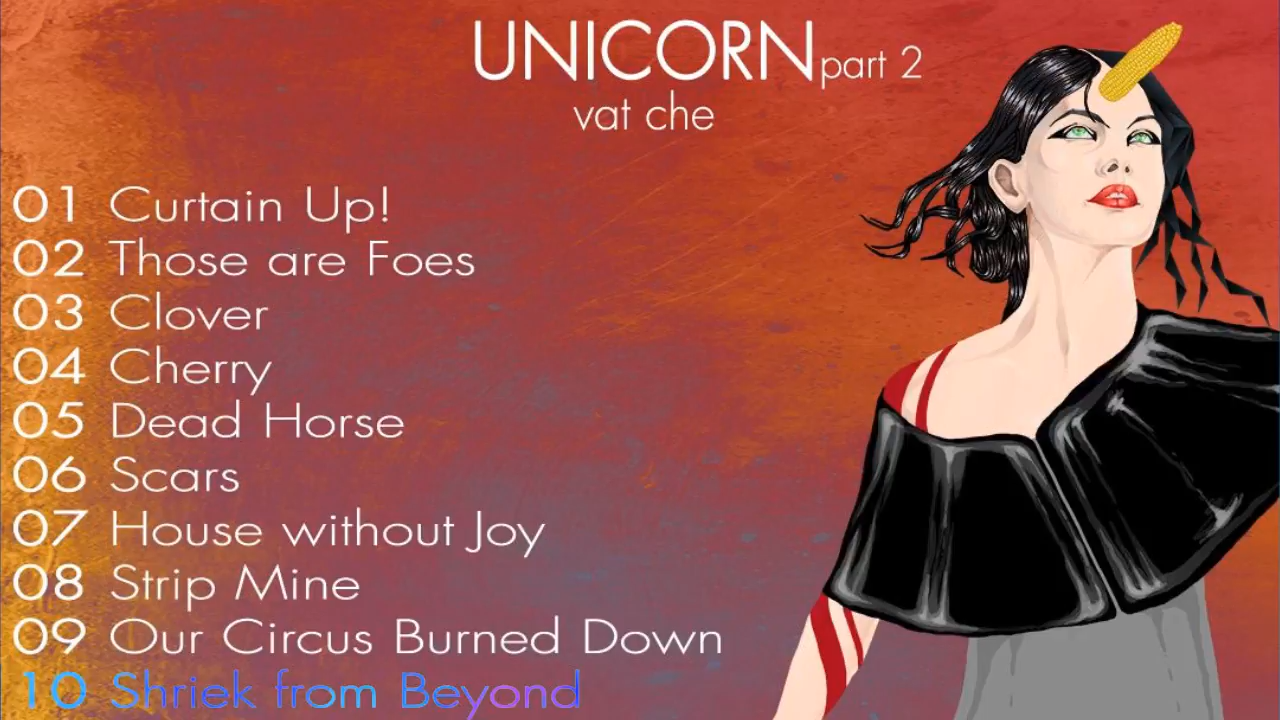 UNICORN part 2
vat che
01 Curtain Up!
02 Those are Foes
03 Clover
04 Cherry
05 Dead Horse
06 Scars
07 House without Joy
08 Strip Mine
09 Our Circus Burned Down
10 Shriek from Beyond